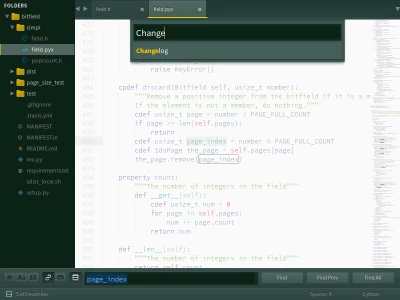 FOLDERS
bitfield
cimpl
field.h
field.pyx
popcount.h
dist
page_size_test
test
.gitignore
.travis.yml
MANIFEST
MANIFEST.in
README.md
requirements.txt
setup.py
field.h
field.pyx
Change
Changelog
raise KeyError()
cpdef discard(Bitfield self, usize_t number):
"""Remove a positive integer from the bitfield if it is a m
If the element is not a member, do nothing."""
cdef usize_t page = number / PAGE_FULL_COUNT
if page >= len(self.pages):
return
cdef usize_t page_index = number % PAGE_FULL_COUNT
cdef IdsPage the_page = self.pages[page]
the_page.remove(page_index)
property count:
"""The number of integers in the field"""
def __get__(self):
cdef usize_t num = 0
for page in self.pages:
num += page.count
return num
def __len__(self):
"""The number of integers in the field"""
return self.count
page_index
Find
Find Prev
Find All
Spaces: 4
Cython